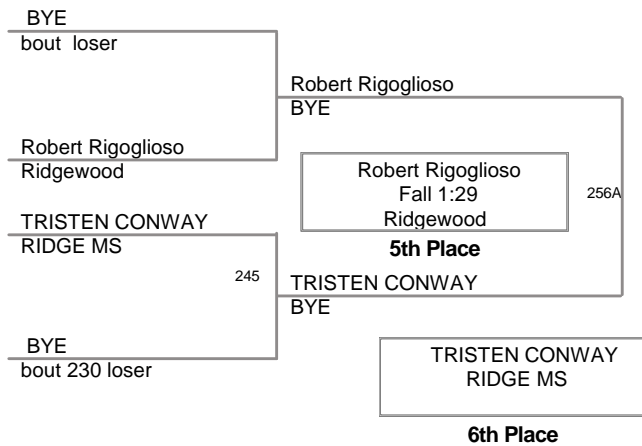 BYE
bout loser
Robert Rigoglioso
BYE
Robert Rigoglioso
Ridgewood
Robert Rigoglioso
Fall 1:29
Ridgewood
256A
5th Place
TRISTEN CONWAY
RIDGE MS
245
TRISTEN CONWAY
BYE
BYE
bout 230 loser
TRISTEN CONWAY
RIDGE MS
6th Place